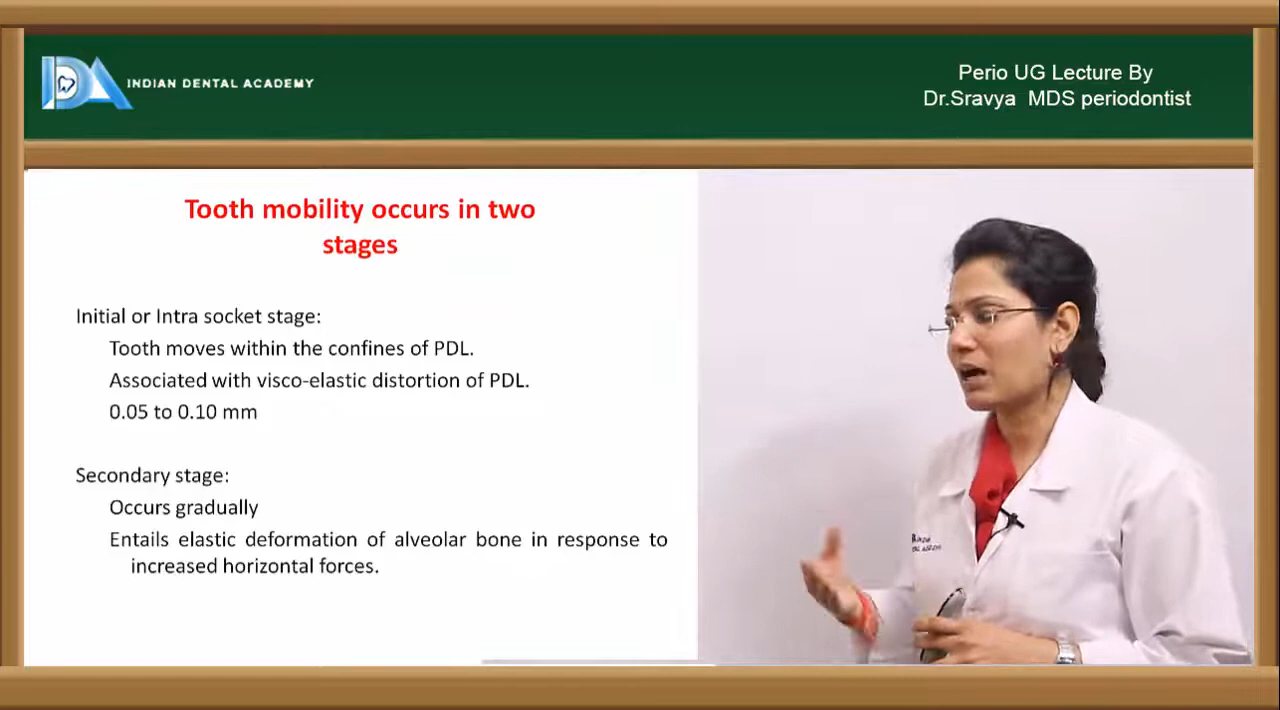 INDIAN DENTAL ACADEMY
Perio UG Lecture By
Dr.Sravya MDS periodontist
Tooth mobility occurs in two
stages
Initial or Intra socket stage:
Tooth moves within the confines of PDL.
Associated with visco-elastic distortion of PDL.
0.05 to 0.10 mm
Secondary stage:
Occurs gradually
Entails elastic deformation of alveolar bone in response to
increased horizontal forces.